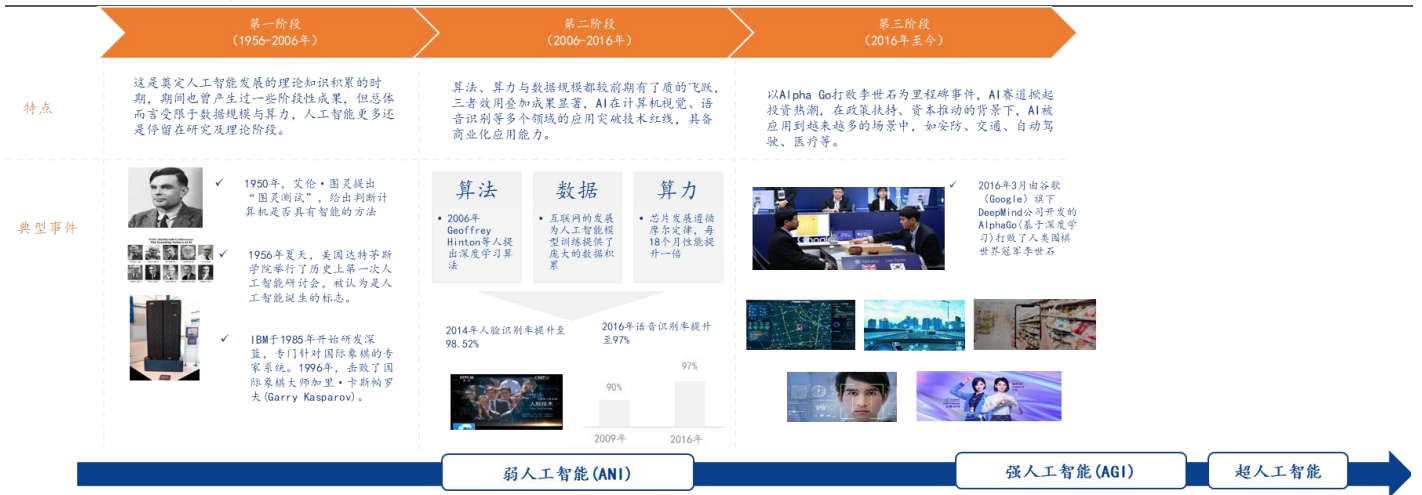 第一阶段
(1956-2006年)
第二阶段
(2006-2016年)
第三阶段
(2016年至今)
特点
这是奠定人工智能发展的理论知识积累的时
期，期间也曾产生过一些阶段性成果，但总体
而言受限于数据规模与算力，人工智能更多还
是停留在研究及理论阶段。
算法、算力与数据规模都较前期有了质的飞跃，
三者效用叠加成果显著，AI在计算机视觉、语
音识别等多个领域的应用突破技术红线，具备
商业化应用能力。
以Alpha Go打败李世石为里程碑事件，AI赛道掀起
投资热潮，在政策扶持、资本推动的背景下，AI被
应用到越来越多的场景中，如安防、交通、自动驾
驶、医疗等。
典型事件
✓ 1950年，艾伦·图灵提出
“图灵测试”，给出判断计
算机是否具有智能的方法
✓ 1956年夏天，美国达特茅斯
学院举行了历史上第一次人
工智能研讨会，被认为是人
工智能诞生的标志。
✓ IBM于1985年开始研发深
蓝，专门针对国际象棋的专
家系统。1996年，击败了国
际象棋大师加里·卡斯帕罗
夫(Garry Kasparov)。
算法
• 2006年
Geoffrey
Hinton等人提
出深度学习算
法
数据
• 互联网的发展
为人工智能模
型训练提供了
庞大的数据积
累
算力
• 芯片发展遵循
摩尔定律，每
18个月性能提
升一倍
2014年人脸识别率提升至
98.52%
人脸技术
2016年语音识别率提升
至97%
90%
97%
2009年
2016年
✓ 2016年3月由谷歌
（Google）旗下
DeepMind公司开发的
AlphaGo(基于深度学
习)打败了人类围棋
世界冠军李世石
弱人工智能(ANI)
强人工智能(AGI)
超人工智能